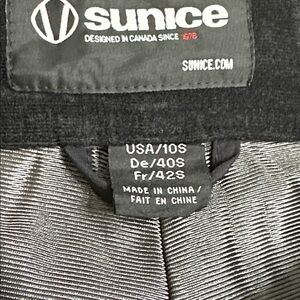 sunice
DESIGNED IN CANADA SINCE 1976
SUNICE.COM
USA/10S
De/40S
Fr/42S
MADE IN CHINA/
FAIT EN CHINE